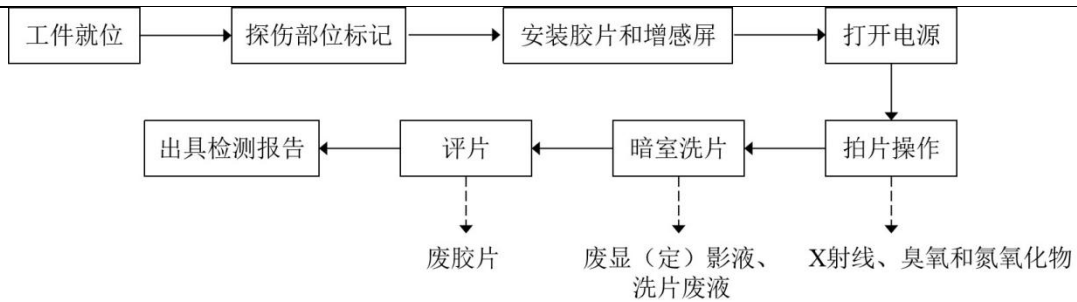 工件就位
探伤部位标记
安装胶片和增感屏
打开电源
出具检测报告
评片
暗室洗片
拍片操作
废胶片
废显（定）影液、
洗片废液
X射线、臭氧和氮氧化物